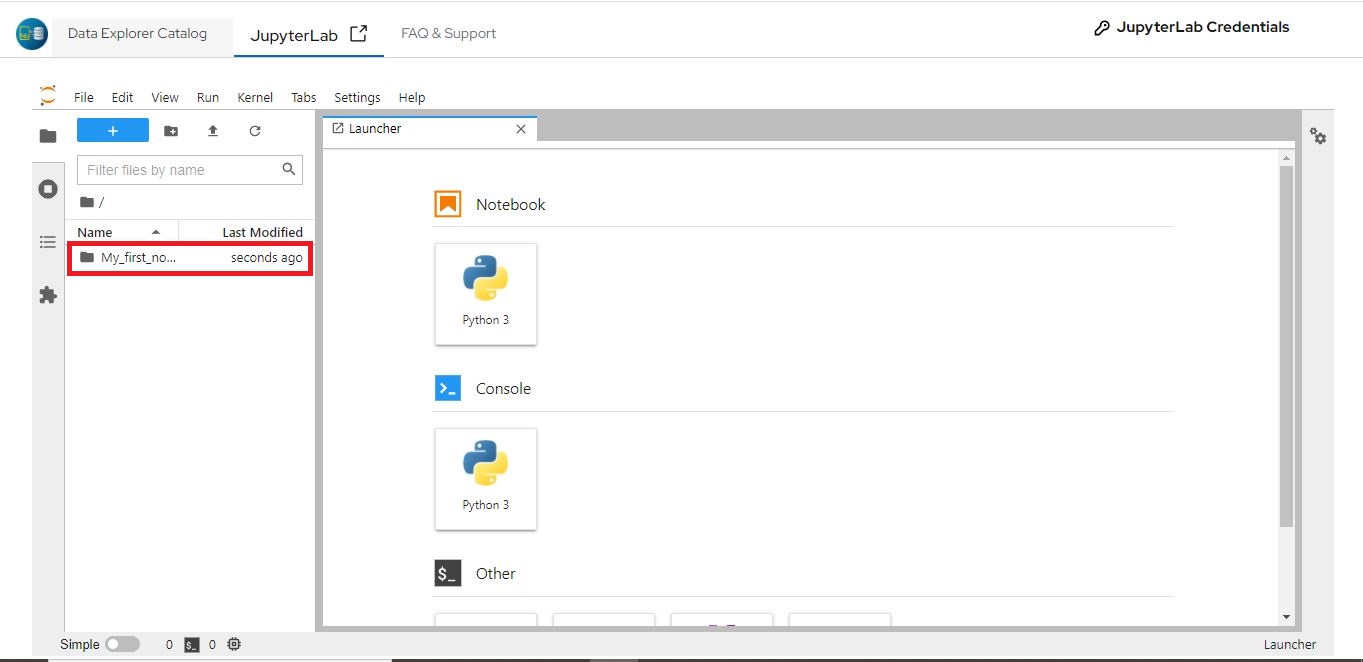 Data Explorer Catalog
JupyterLab
FAQ & Support
JupyterLab Credentials
File Edit View Run Kernel Tabs Settings Help
+
Launcher
Filter files by name
/
Name Last Modified
My_first_no... seconds ago
Notebook
Python 3
Console
Python 3
$_ Other
Simple 0 $_ 0 Launcher